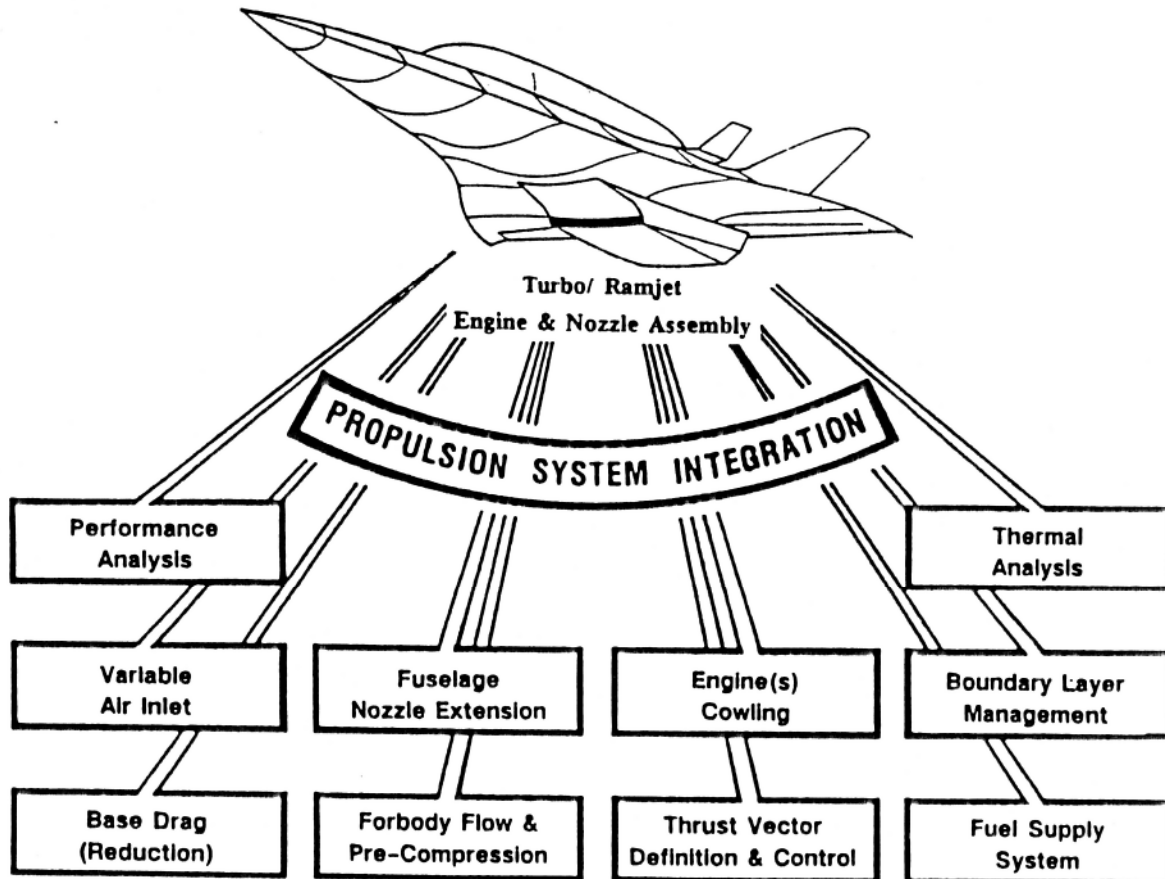 Turbo/ Ramjet
Engine & Nozzle Assembly
PROPULSION SYSTEM INTEGRATION
Performance
Analysis
Thermal
Analysis
Variable
Air Inlet
Fuselage
Nozzle Extension
Engine(s)
Cowling
Boundary Layer
Management
Base Drag
(Reduction)
Forbody Flow &
Pre-Compression
Thrust Vector
Definition & Control
Fuel Supply
System